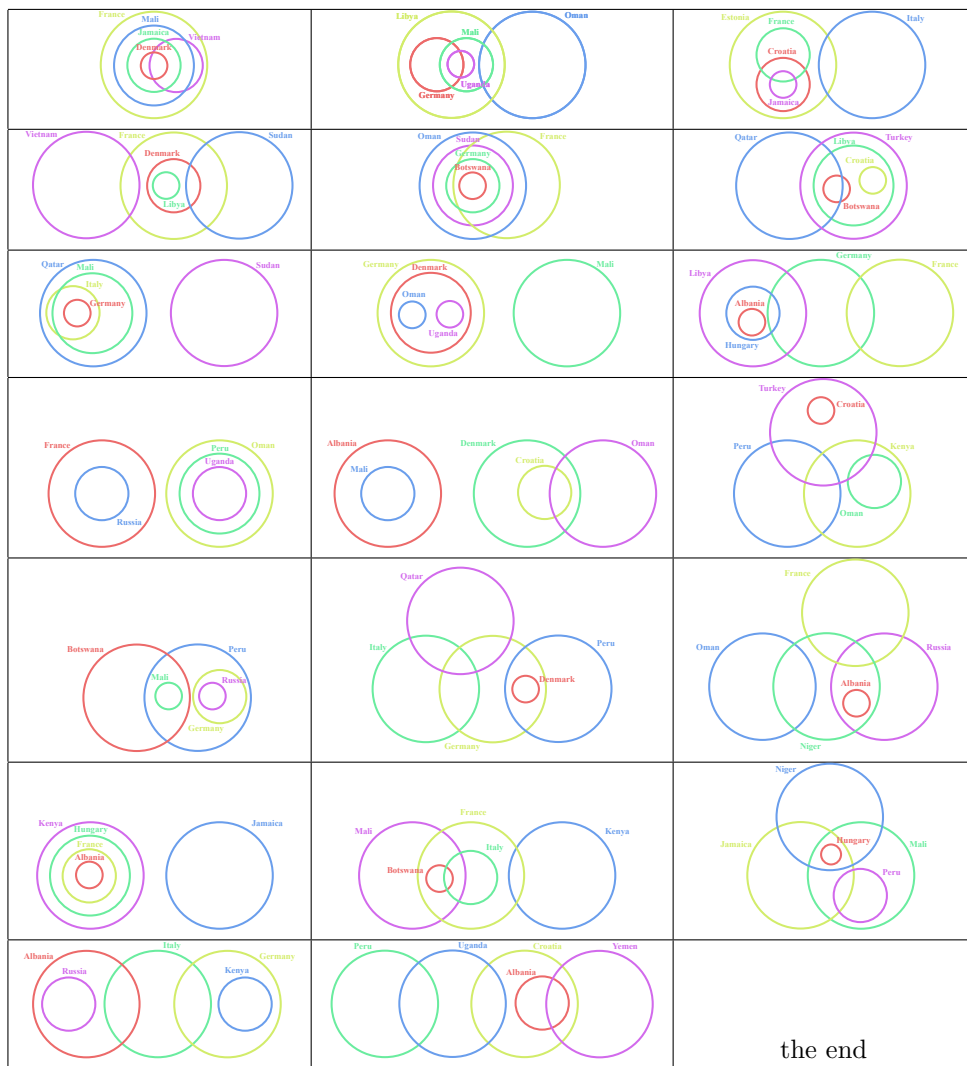 France
Mali
Jamaica
Vietnam
Denmark
Libya
Oman
Mali
Uganda
Germany
Estonia
France
Italy
Croatia
Jamaica
Vietnam
France
Sudan
Denmark
Libya
Oman
Sudan
France
Germany
Botswana
Qatar
Turkey
Libya
Croatia
Botswana
Qatar
Sudan
Mali
Italy
Germany
Germany
Mali
Denmark
Oman
Uganda
Germany
France
Libya
Albania
Hungary
France
Oman
Peru
Uganda
Russia
Albania
Denmark
Oman
Croatia
Mali
Turkey
Croatia
Peru
Kenya
Oman
Botswana
Peru
Mali
Russia
Germany
Qatar
Italy
Peru
Denmark
Germany
France
Oman
Russia
Albania
Niger
Kenya
Jamaica
Hungary
France
Albania
France
Mali
Kenya
Italy
Botswana
Niger
Jamaica
Hungary
Mali
Peru
Albania
Italy
Germany
Russia
Kenya
Peru
Uganda
Croatia
Yemen
Albania
the end